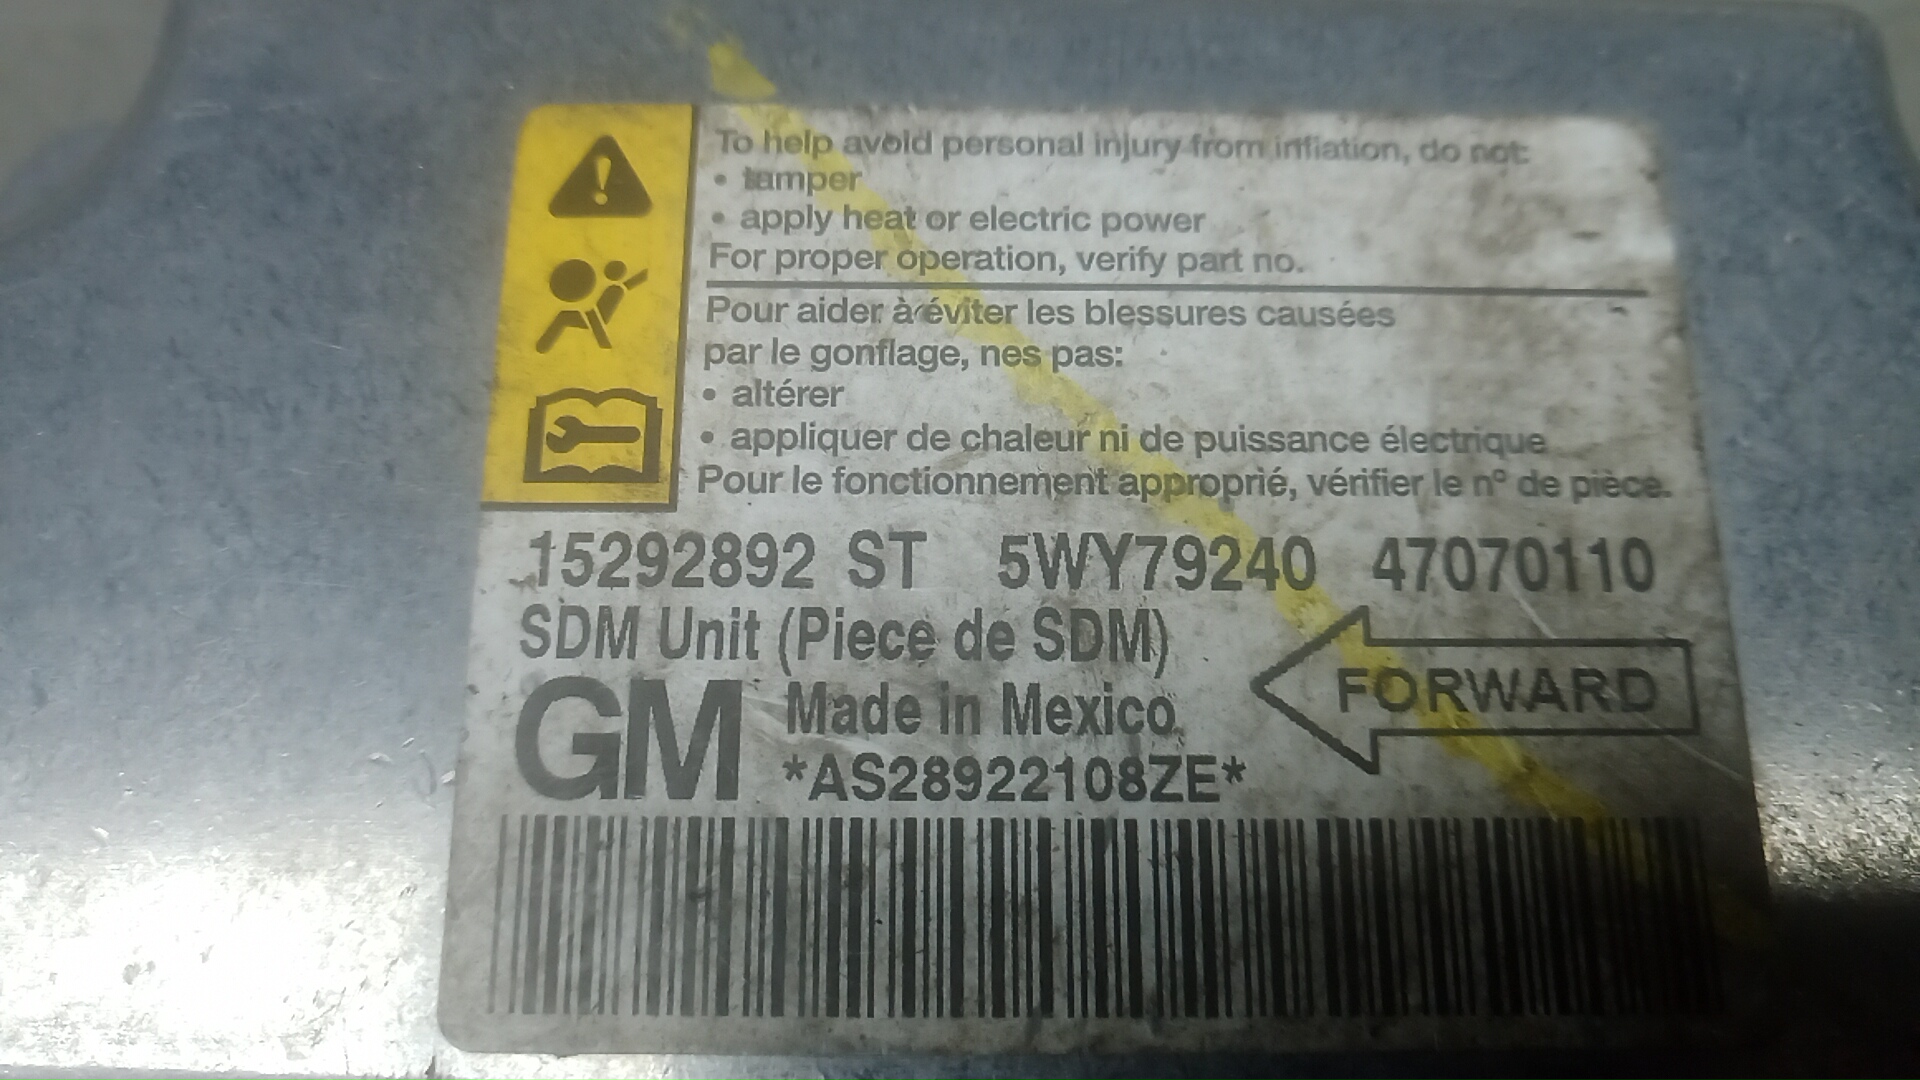 To help avoid personal injury from inflation, do not:
• tamper
• apply heat or electric power
For proper operation, verify part no.
Pour aider à éviter les blessures causées
par le gonflage, nes pas:
• altérer
• appliquer de chaleur ni de puissance électrique
Pour le fonctionnement approprié, vérifier le n° de pièce.
15292892 ST 5WY79240 47070110
SDM Unit (Piece de SDM)
FORWARD
GM Made in Mexico
*AS28922108ZE*